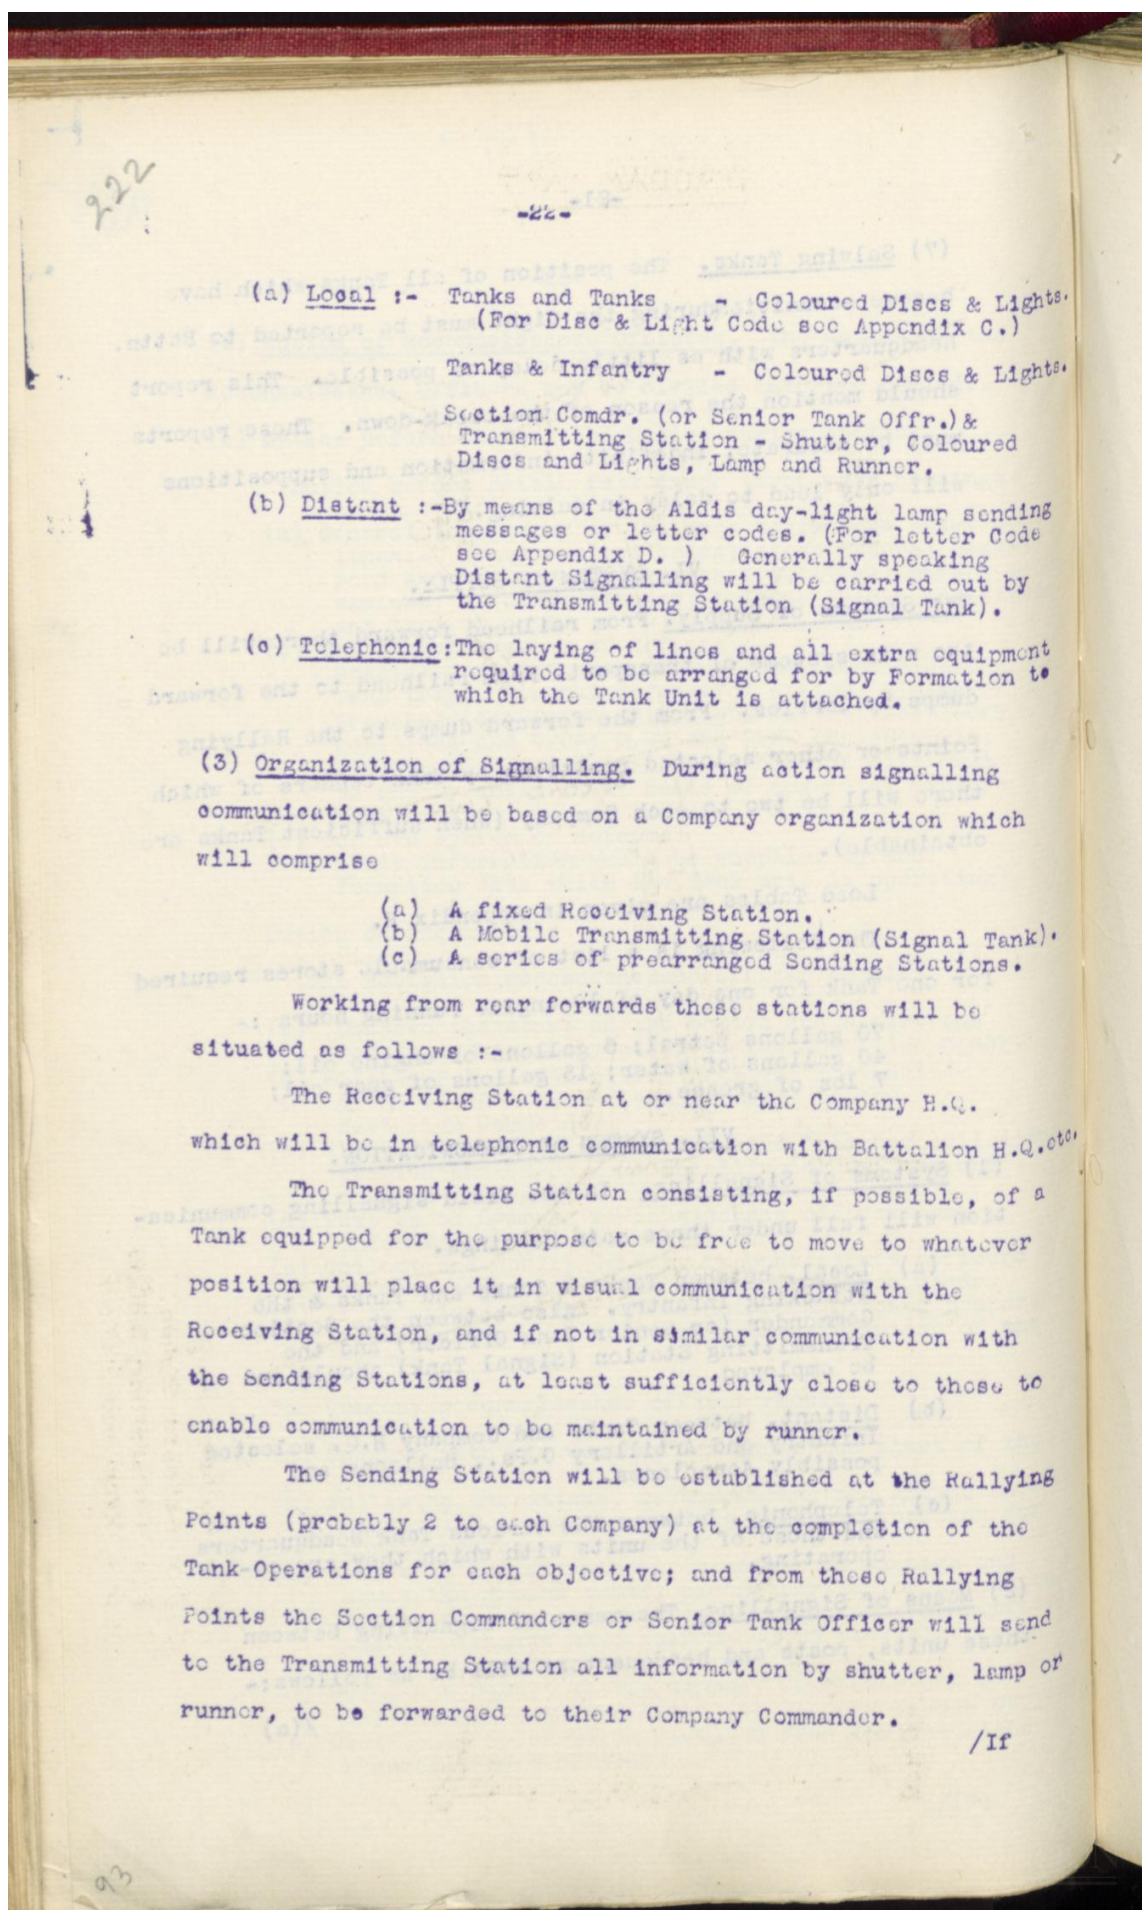 222
-22-
(a) Local :- Tanks and Tanks - Coloured Discs & Lights.
(For Disc & Light Code see Appendix C.)
Tanks & Infantry - Coloured Discs & Lights.
Section Comdr. (or Senior Tank Offr.)&
Transmitting Station - Shutter, Coloured
Discs and Lights, Lamp and Runner.
(b) Distant :-By means of the Aldis day-light lamp sending
messages or letter codes. (For letter Code
see Appendix D. ) Generally speaking
Distant Signalling will be carried out by
the Transmitting Station (Signal Tank).
(c) Telephonic:The laying of lines and all extra equipment
required to be arranged for by Formation to
which the Tank Unit is attached.
(3) Organization of Signalling. During action signalling
communication will be based on a Company organization which
will comprise
(a) A fixed Receiving Station.
(b) A Mobile Transmitting Station (Signal Tank).
(c) A series of prearranged Sending Stations.
Working from rear forwards these stations will be
situated as follows :-
The Receiving Station at or near the Company H.Q.
which will be in telephonic communication with Battalion H.Q.etc.
The Transmitting Station consisting, if possible, of a
Tank equipped for the purpose to be free to move to whatever
position will place it in visual communication with the
Receiving Station, and if not in similar communication with
the Sending Stations, at least sufficiently close to these to
enable communication to be maintained by runner.
The Sending Station will be established at the Rallying
Points (probably 2 to each Company) at the completion of the
Tank Operations for each objective; and from these Rallying
Points the Section Commanders or Senior Tank Officer will send
to the Transmitting Station all information by shutter, lamp or
runner, to be forwarded to their Company Commander.
/If
93